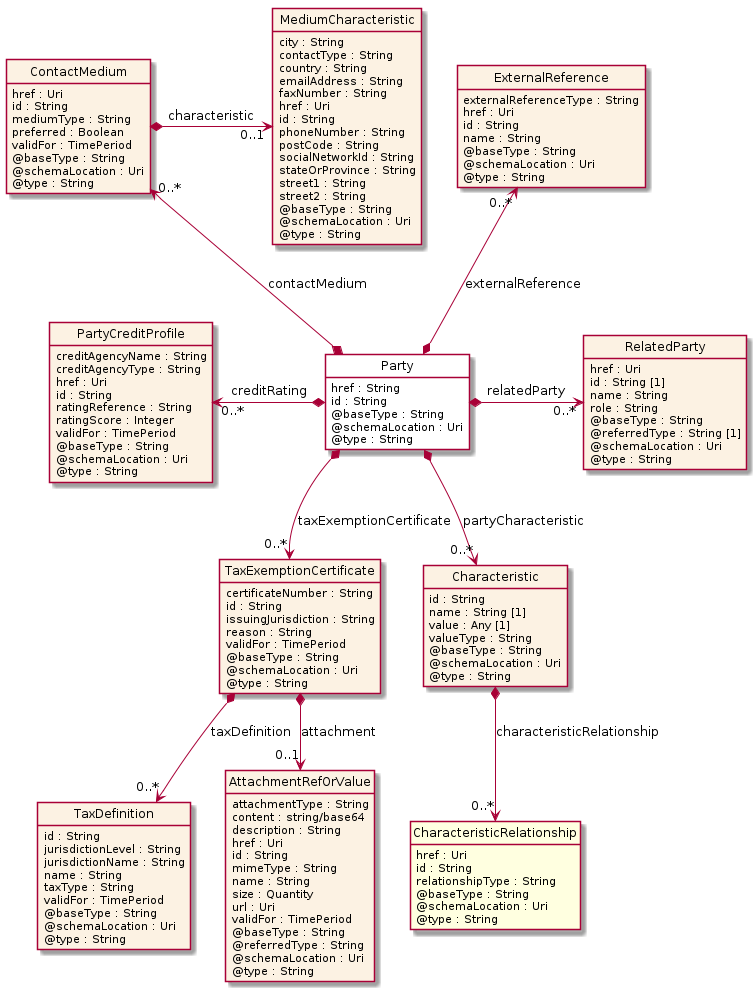 MediumCharacteristic
city : String
contactType : String
country : String
emailAddress : String
faxNumber : String
href : Uri
id : String
phoneNumber : String
postCode : String
socialNetworkId : String
stateOrProvince : String
street1 : String
street2 : String
@baseType : String
@schemaLocation : Uri
@type : String
ContactMedium
href : Uri
id : String
mediumType : String
preferred : Boolean
validFor : TimePeriod
@baseType : String
@schemaLocation : Uri
@type : String
characteristic
0..1
ExternalReference
externalReferenceType : String
href : Uri
id : String
name : String
@baseType : String
@schemaLocation : Uri
@type : String
0..*
0..*
contactMedium
externalReference
PartyCreditProfile
creditAgencyName : String
creditAgencyType : String
href : Uri
id : String
ratingReference : String
ratingScore : Integer
validFor : TimePeriod
@baseType : String
@schemaLocation : Uri
@type : String
creditRating
0..*
Party
href : String
id : String
@baseType : String
@schemaLocation : Uri
@type : String
relatedParty
0..*
RelatedParty
href : Uri
id : String [1]
name : String
role : String
@baseType : String
@referredType : String [1]
@schemaLocation : Uri
@type : String
taxExemptionCertificate
partyCharacteristic
0..*
0..*
TaxExemptionCertificate
certificateNumber : String
id : String
issuingJurisdiction : String
reason : String
validFor : TimePeriod
@baseType : String
@schemaLocation : Uri
@type : String
Characteristic
id : String
name : String [1]
value : Any [1]
valueType : String
@baseType : String
@schemaLocation : Uri
@type : String
taxDefinition
attachment
characteristicRelationship
0..*
0..1
0..*
TaxDefinition
id : String
jurisdictionLevel : String
jurisdictionName : String
name : String
taxType : String
validFor : TimePeriod
@baseType : String
@schemaLocation : Uri
@type : String
AttachmentRefOrValue
attachmentType : String
content : string/base64
description : String
href : Uri
id : String
mimeType : String
name : String
size : Quantity
url : Uri
validFor : TimePeriod
@baseType : String
@referredType : String
@schemaLocation : Uri
@type : String
CharacteristicRelationship
href : Uri
id : String
relationshipType : String
@baseType : String
@schemaLocation : Uri
@type : String